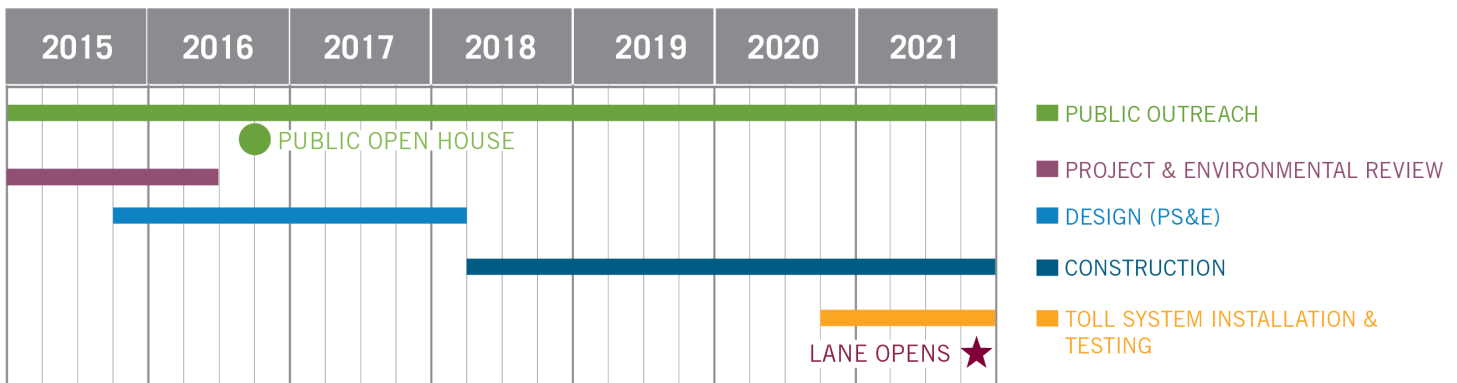 2015 2016 2017 2018 2019 2020 2021
PUBLIC OUTREACH
PUBLIC OPEN HOUSE
PROJECT & ENVIRONMENTAL REVIEW
DESIGN (PS&E)
CONSTRUCTION
TOLL SYSTEM INSTALLATION &
TESTING
LANE OPENS